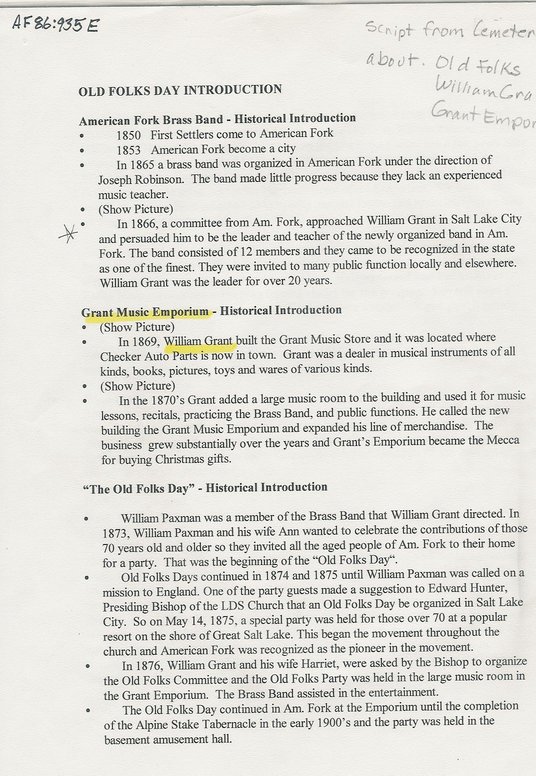 AF86:935E
Script from Cemeter
about. Old Folks
William Gra
Grant Empor
OLD FOLKS DAY INTRODUCTION
American Fork Brass Band - Historical Introduction
• 1850 First Settlers come to American Fork
• 1853 American Fork become a city
• In 1865 a brass band was organized in American Fork under the direction of
Joseph Robinson. The band made little progress because they lack an experienced
music teacher.
• (Show Picture)
• In 1866, a committee from Am. Fork, approached William Grant in Salt Lake City
and persuaded him to be the leader and teacher of the newly organized band in Am.
Fork. The band consisted of 12 members and they came to be recognized in the state
as one of the finest. They were invited to many public function locally and elsewhere.
William Grant was the leader for over 20 years.
Grant Music Emporium - Historical Introduction
• (Show Picture)
• In 1869, William Grant built the Grant Music Store and it was located where
Checker Auto Parts is now in town. Grant was a dealer in musical instruments of all
kinds, books, pictures, toys and wares of various kinds.
• (Show Picture)
• In the 1870's Grant added a large music room to the building and used it for music
lessons, recitals, practicing the Brass Band, and public functions. He called the new
building the Grant Music Emporium and expanded his line of merchandise. The
business grew substantially over the years and Grant's Emporium became the Mecca
for buying Christmas gifts.
"The Old Folks Day" - Historical Introduction
• William Paxman was a member of the Brass Band that William Grant directed. In
1873, William Paxman and his wife Ann wanted to celebrate the contributions of those
70 years old and older so they invited all the aged people of Am. Fork to their home
for a party. That was the beginning of the "Old Folks Day".
• Old Folks Days continued in 1874 and 1875 until William Paxman was called on a
mission to England. One of the party guests made a suggestion to Edward Hunter,
Presiding Bishop of the LDS Church that an Old Folks Day be organized in Salt Lake
City. So on May 14, 1875, a special party was held for those over 70 at a popular
resort on the shore of Great Salt Lake. This began the movement throughout the
church and American Fork was recognized as the pioneer in the movement.
• In 1876, William Grant and his wife Harriet, were asked by the Bishop to organize
the Old Folks Committee and the Old Folks Party was held in the large music room in
the Grant Emporium. The Brass Band assisted in the entertainment.
• The Old Folks Day continued in Am. Fork at the Emporium until the completion
of the Alpine Stake Tabernacle in the early 1900's and the party was held in the
basement amusement hall.